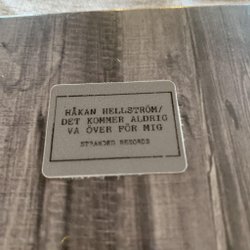 HÅKAN HELLSTRÖM/
DET KOMMER ALDRIG
VA ÖVER FÖR MIG
STRANDED REKORDS